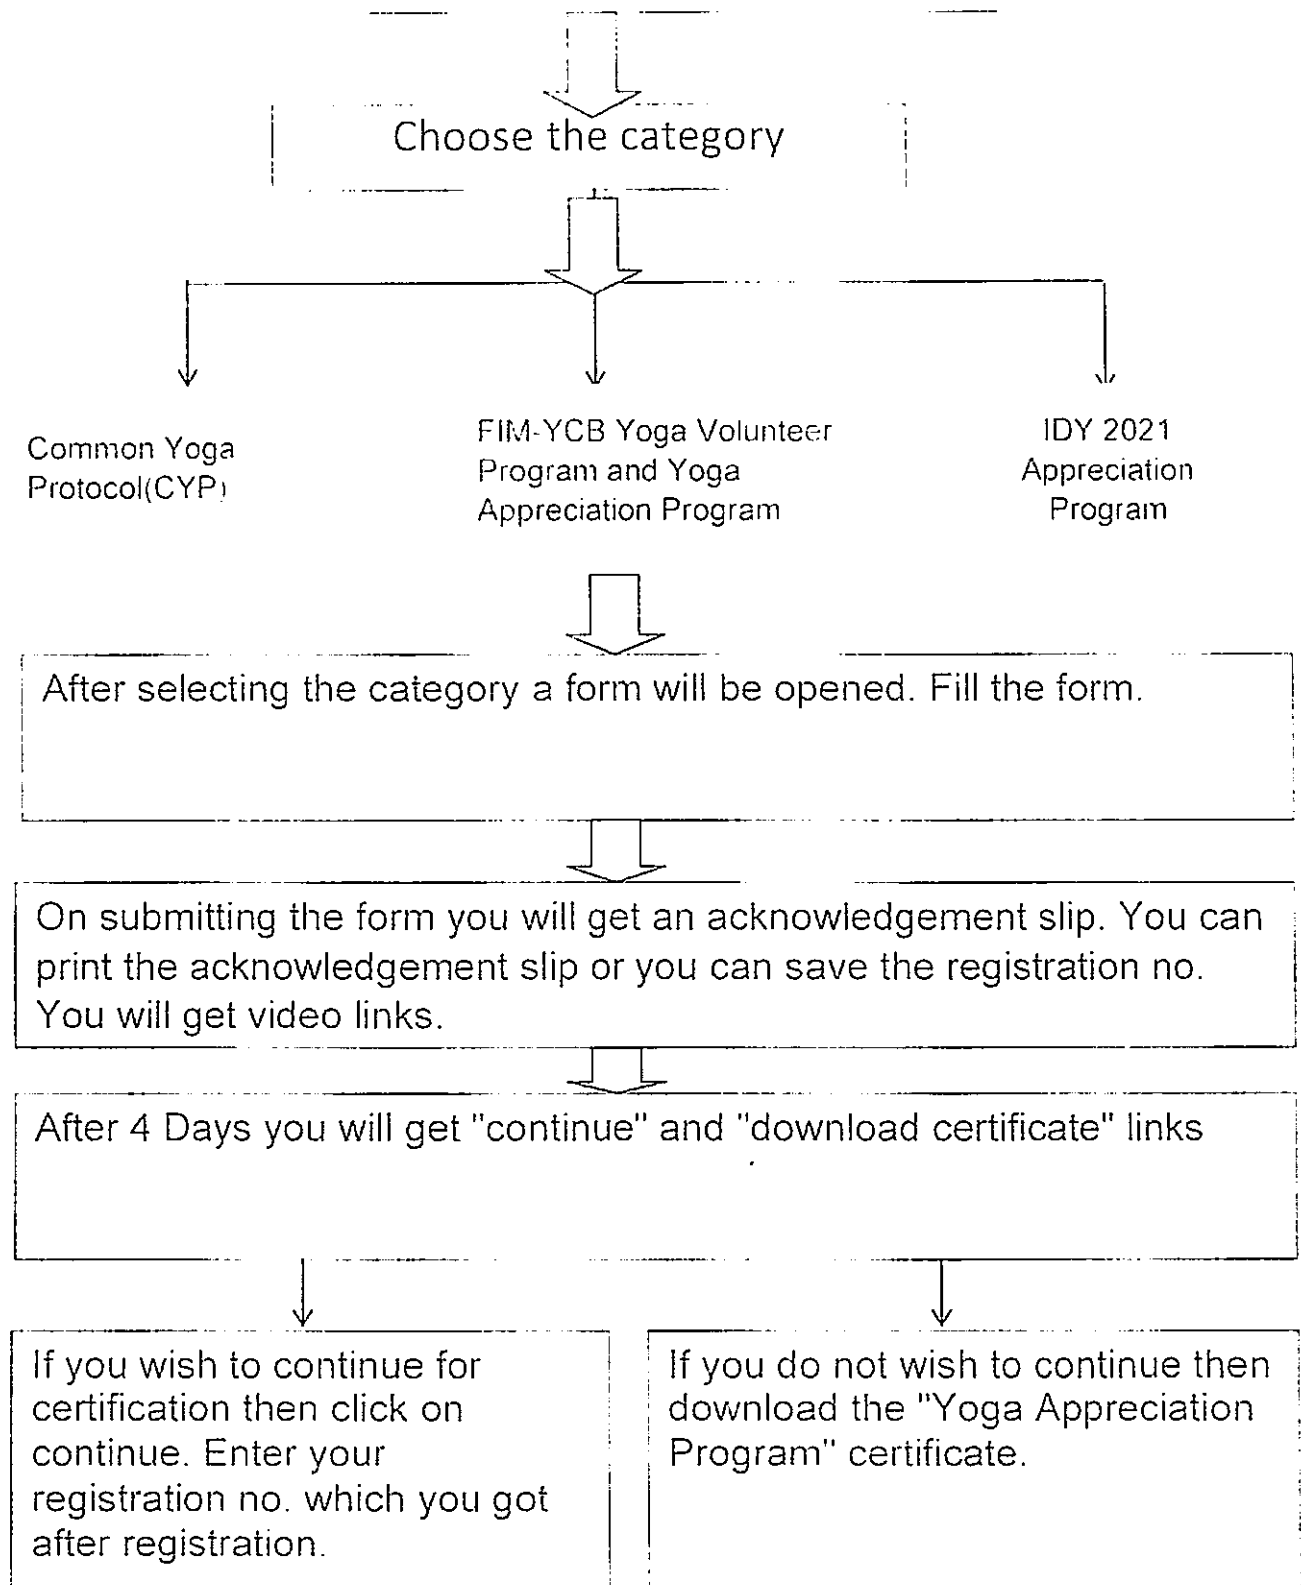 Choose the category
Common Yoga
Protocol(CYP)
FIM-YCB Yoga Volunteer
Program and Yoga
Appreciation Program
IDY 2021
Appreciation
Program
After selecting the category a form will be opened. Fill the form.
On submitting the form you will get an acknowledgement slip. You can
print the acknowledgement slip or you can save the registration no.
You will get video links.
After 4 Days you will get "continue" and "download certificate" links
If you wish to continue for
certification then click on
continue. Enter your
registration no. which you got
after registration.
If you do not wish to continue then
download the "Yoga Appreciation
Program" certificate.